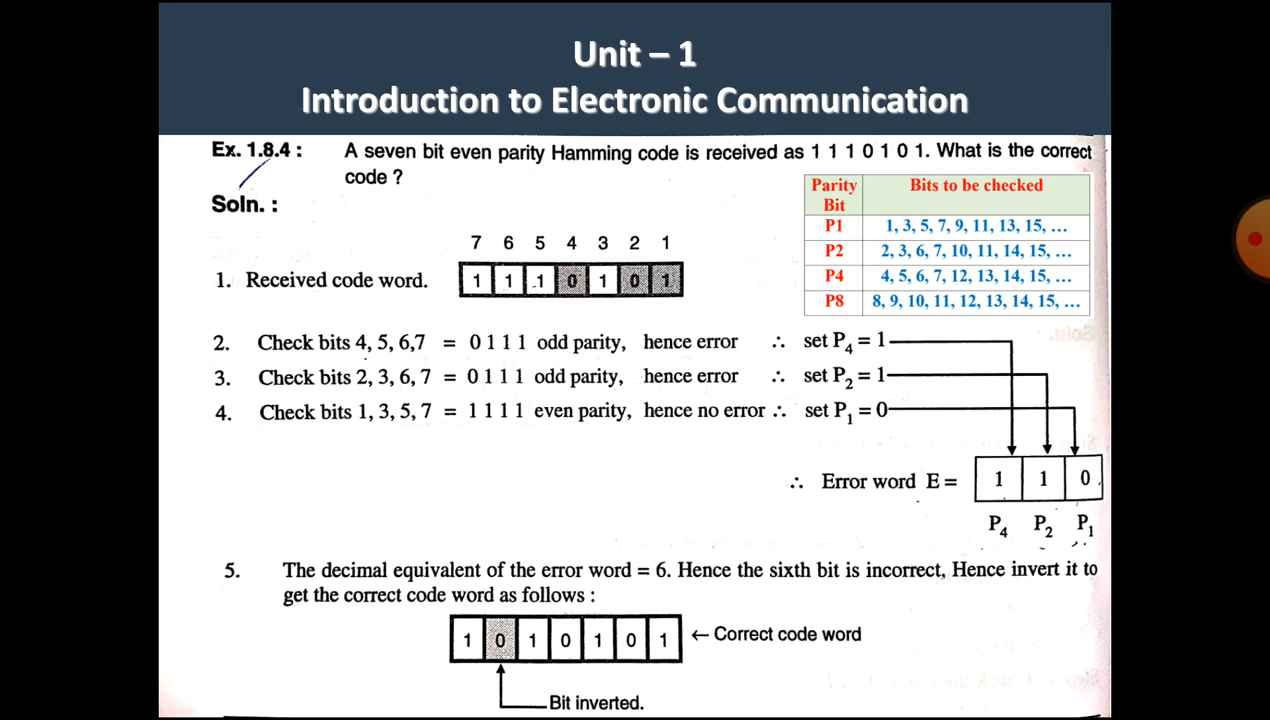 Unit – 1
Introduction to Electronic Communication
Ex. 1.8.4 : A seven bit even parity Hamming code is received as 1 1 1 0 1 0 1. What is the correct
code ?
Soln. :
Parity Bit Bits to be checked
P1 1, 3, 5, 7, 9, 11, 13, 15, …
P2 2, 3, 6, 7, 10, 11, 14, 15, …
P4 4, 5, 6, 7, 12, 13, 14, 15, …
P8 8, 9, 10, 11, 12, 13, 14, 15, …
7 6 5 4 3 2 1
1. Received code word. 1 1 1 0 1 0 1
2. Check bits 4, 5, 6,7 = 0 1 1 1 odd parity, hence error ∴ set P4 = 1
3. Check bits 2, 3, 6, 7 = 0 1 1 1 odd parity, hence error ∴ set P2 = 1
4. Check bits 1, 3, 5, 7 = 1 1 1 1 even parity, hence no error ∴ set P1 = 0
∴ Error word E = 1 1 0
P4 P2 P1
5. The decimal equivalent of the error word = 6. Hence the sixth bit is incorrect, Hence invert it to
get the correct code word as follows :
1 0 1 0 1 0 1 ← Correct code word
Bit inverted.